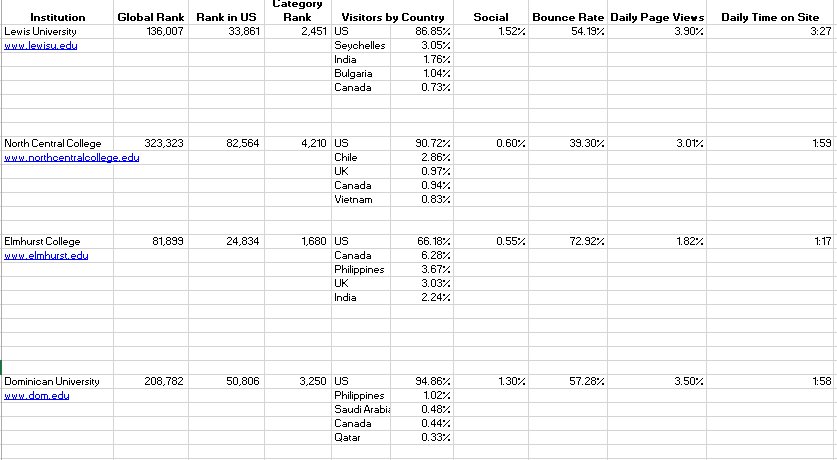 Category
Institution Global Rank Rank in US Rank Visitors by Country Social Bounce Rate Daily Page Views Daily Time on Site
Lewis University 136,007 33,861 2,451 US 86.85% 1.52% 54.19% 3.90% 3:27
www.lewisu.edu Seychelles 3.05%
India 1.76%
Bulgaria 1.04%
Canada 0.73%
North Central College 323,323 82,564 4,210 US 90.72% 0.60% 39.30% 3.01% 1:59
www.northcentralcollege.edu Chile 2.86%
UK 0.97%
Canada 0.94%
Vietnam 0.83%
Elmhurst College 81,899 24,834 1,680 US 66.18% 0.55% 72.92% 1.82% 1:17
www.elmhurst.edu Canada 6.28%
Philippines 3.67%
UK 3.03%
India 2.24%
Dominican University 208,782 50,806 3,250 US 94.86% 1.30% 57.28% 3.50% 1:58
www.dom.edu Philippines 1.02%
Saudi Arabia 0.48%
Canada 0.44%
Qatar 0.33%